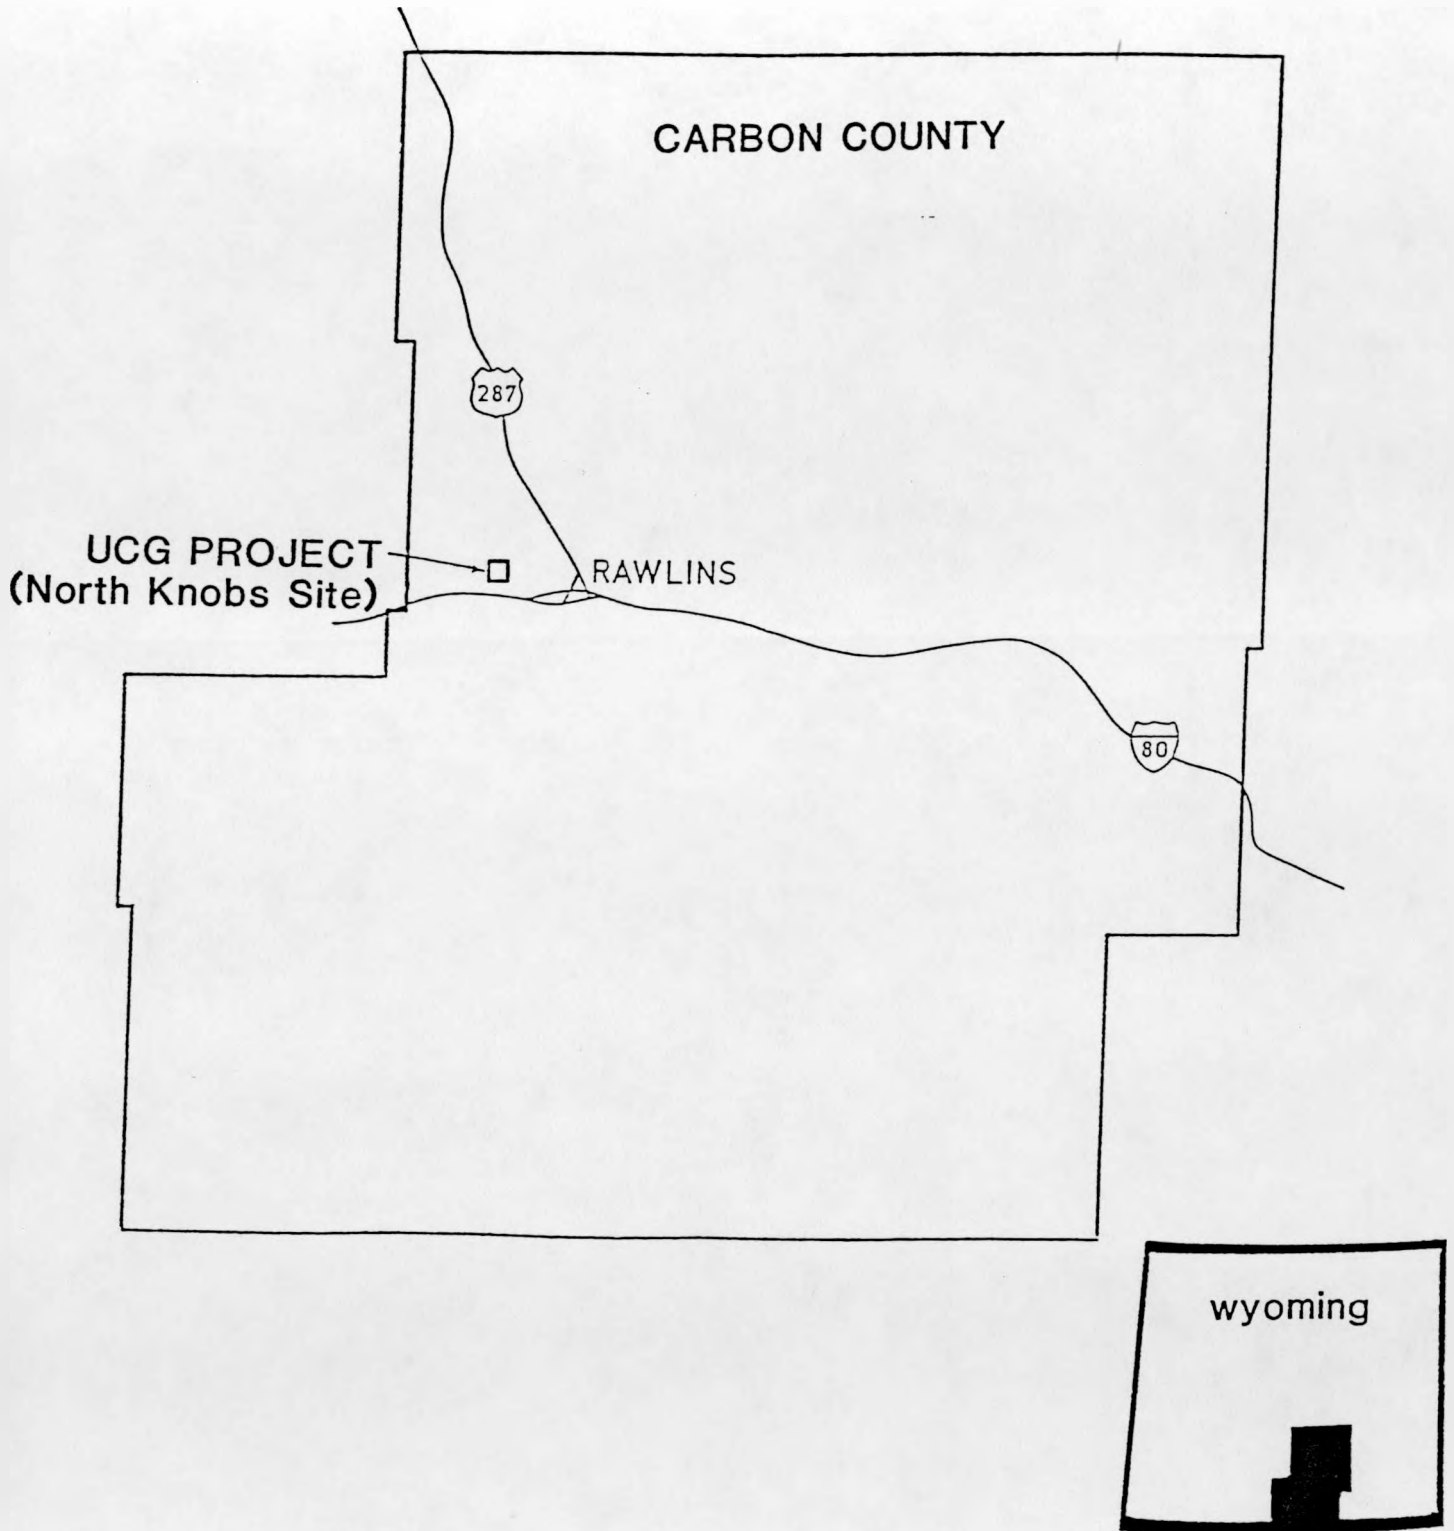 CARBON COUNTY
287
UCG PROJECT
(North Knobs Site)
RAWLINS
80
wyoming